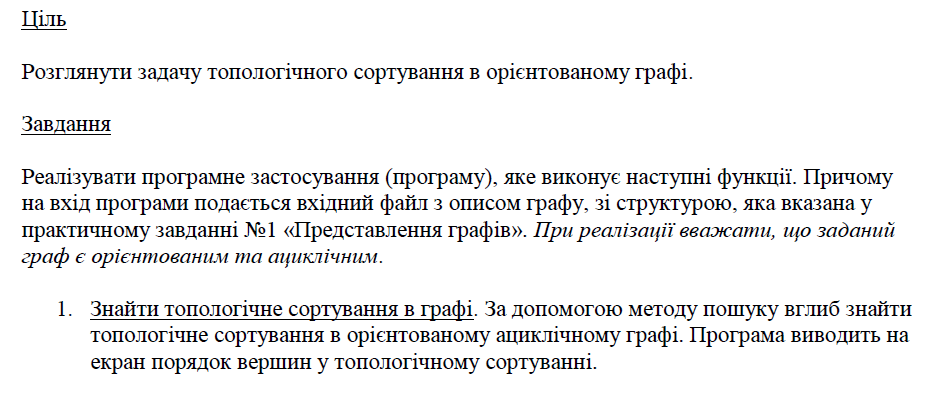 Ціль
Розглянути задачу топологічного сортування в орієнтованому графі.
Завдання
Реалізувати програмне застосування (програму), яке виконує наступні функції. Причому
на вхід програми подається вхідний файл з описом графу, зі структурою, яка вказана у
практичному завданні №1 «Представлення графів». При реалізації вважати, що заданий
граф є орієнтованим та ациклічним.
1. Знайти топологічне сортування в графі. За допомогою методу пошуку вглиб знайти
топологічне сортування в орієнтованому ациклічному графі. Програма виводить на
екран порядок вершин у топологічному сортуванні.